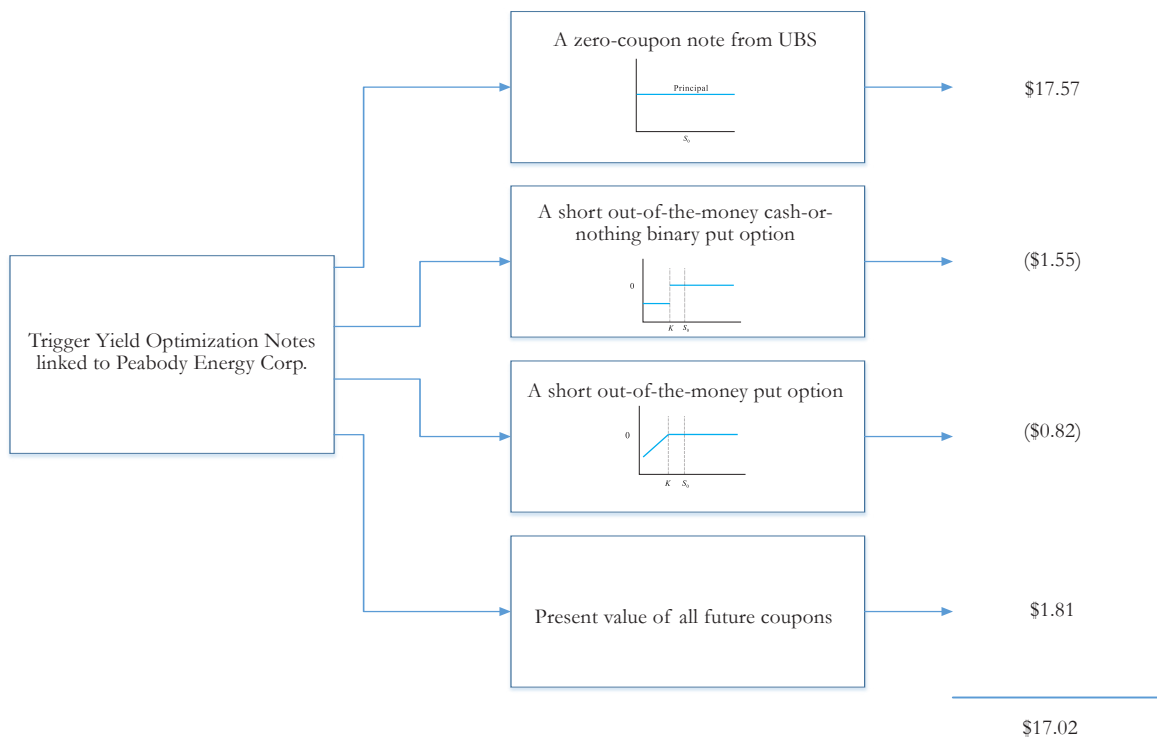 A zero-coupon note from UBS
Principal
S₀
$17.57
A short out-of-the-money cash-or-
nothing binary put option
0
K
S₀
($1.55)
Trigger Yield Optimization Notes
linked to Peabody Energy Corp.
A short out-of-the-money put option
0
K
S₀
($0.82)
Present value of all future coupons
$1.81
$17.02